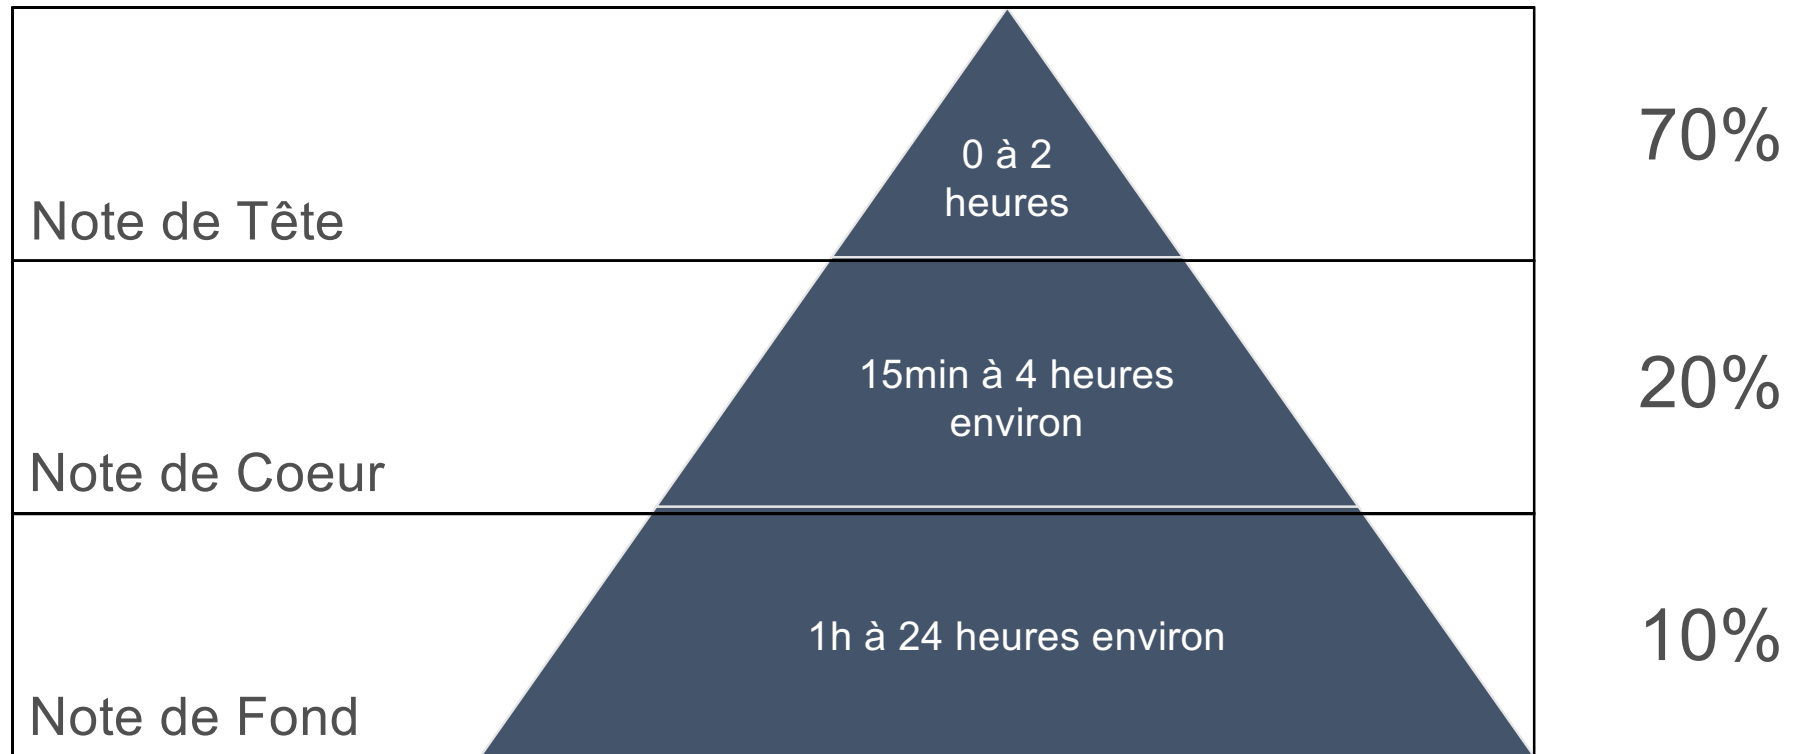 0 à 2
heures
70%
Note de Tête
15min à 4 heures
environ
20%
Note de Coeur
1h à 24 heures environ
10%
Note de Fond